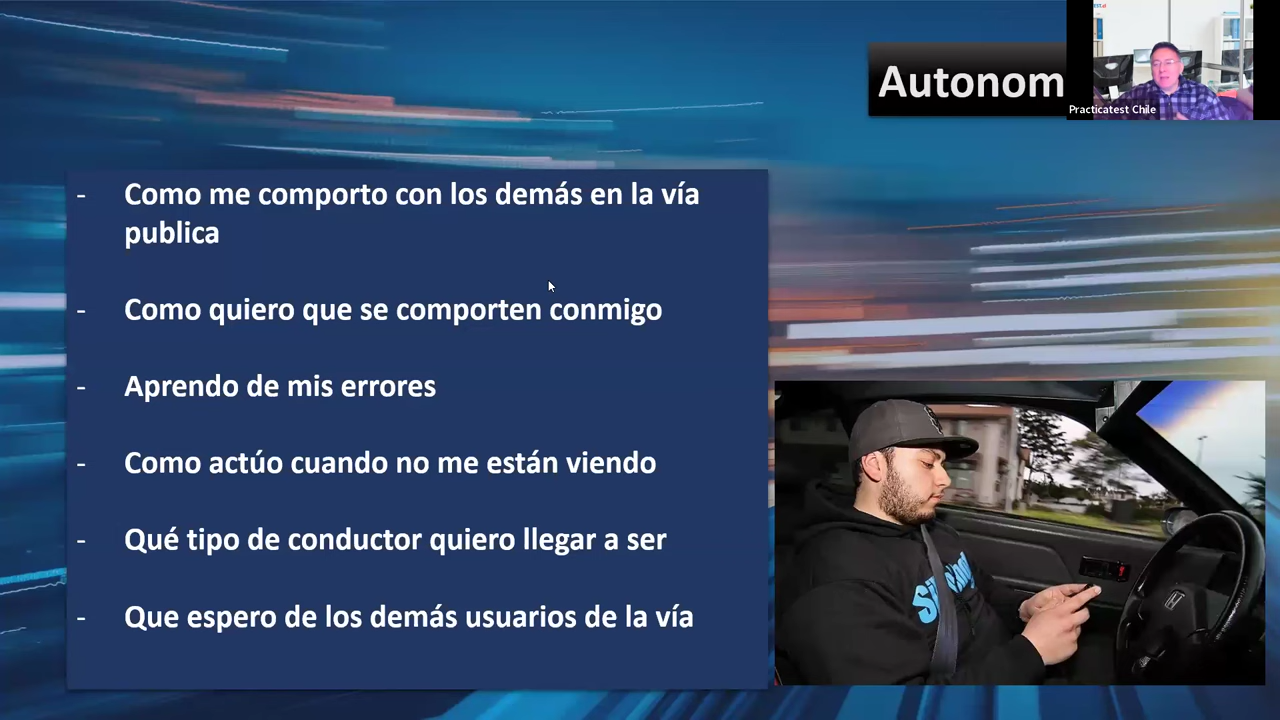 Autonom
Practicatest Chile
- Como me comporto con los demás en la vía
publica
- Como quiero que se comporten conmigo
- Aprendo de mis errores
- Como actúo cuando no me están viendo
- Qué tipo de conductor quiero llegar a ser
- Que espero de los demás usuarios de la vía